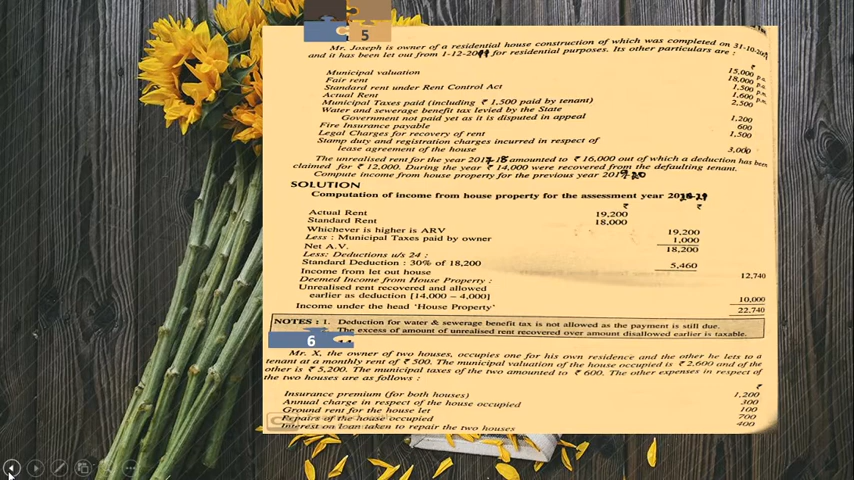 5
Mr. Joseph is owner of a residential house construction of which was completed on 31-10-
and it has been let out from 1-12- for residential purposes. Its other particulars are :
₹
Municipal valuation 15,000 p.a.
Fair rent 18,000 p.a.
Standard rent under Rent Control Act 1,500 p.m.
Actual Rent 1,600 p.m.
Municipal Taxes paid (including ₹ 1,500 paid by tenant) 2,500
Water and sewerage benefit tax levied by the State
Government not paid yet as it is disputed in appeal 1,200
Fire Insurance payable 600
Legal Charges for recovery of rent 1,500
Stamp duty and registration charges incurred in respect of
lease agreement of the house 3,000
The unrealised rent for the year amounted to ₹ 16,000 out of which a deduction has been
claimed for ₹ 12,000. During the year ₹ 14,000 were recovered from the defaulting tenant.
Compute income from house property for the previous year
SOLUTION
Computation of income from house property for the assessment year
₹ ₹
Actual Rent 19,200
Standard Rent 18,000
Whichever is higher is ARV 19,200
Less : Municipal Taxes paid by owner 1,000
Net A.V. 18,200
Less: Deductions u/s 24 :
Standard Deduction : 30% of 18,200 5,460
Income from let out house 12,740
Deemed Income from House Property :
Unrealised rent recovered and allowed
earlier as deduction [14,000 – 4,000] 10,000
Income under the head 'House Property' 22,740
NOTES : 1. Deduction for water & sewerage benefit tax is not allowed as the payment is still due.
The excess of amount of unrealised rent recovered over amount disallowed earlier is taxable.
6
Mr. X, the owner of two houses, occupies one for his own residence and the other he lets to a
tenant at a monthly rent of ₹ 500. The municipal valuation of the house occupied is ₹ 2,600 and of the
other is ₹ 5,200. The municipal taxes of the two amounted to ₹ 600. The other expenses in respect of
the two houses are as follows :
₹
Insurance premium (for both houses) 1,200
Annual charge in respect of the house occupied 300
Ground rent for the house let 100
Repairs of the house occupied 700
Interest on loan taken to repair the two houses 400